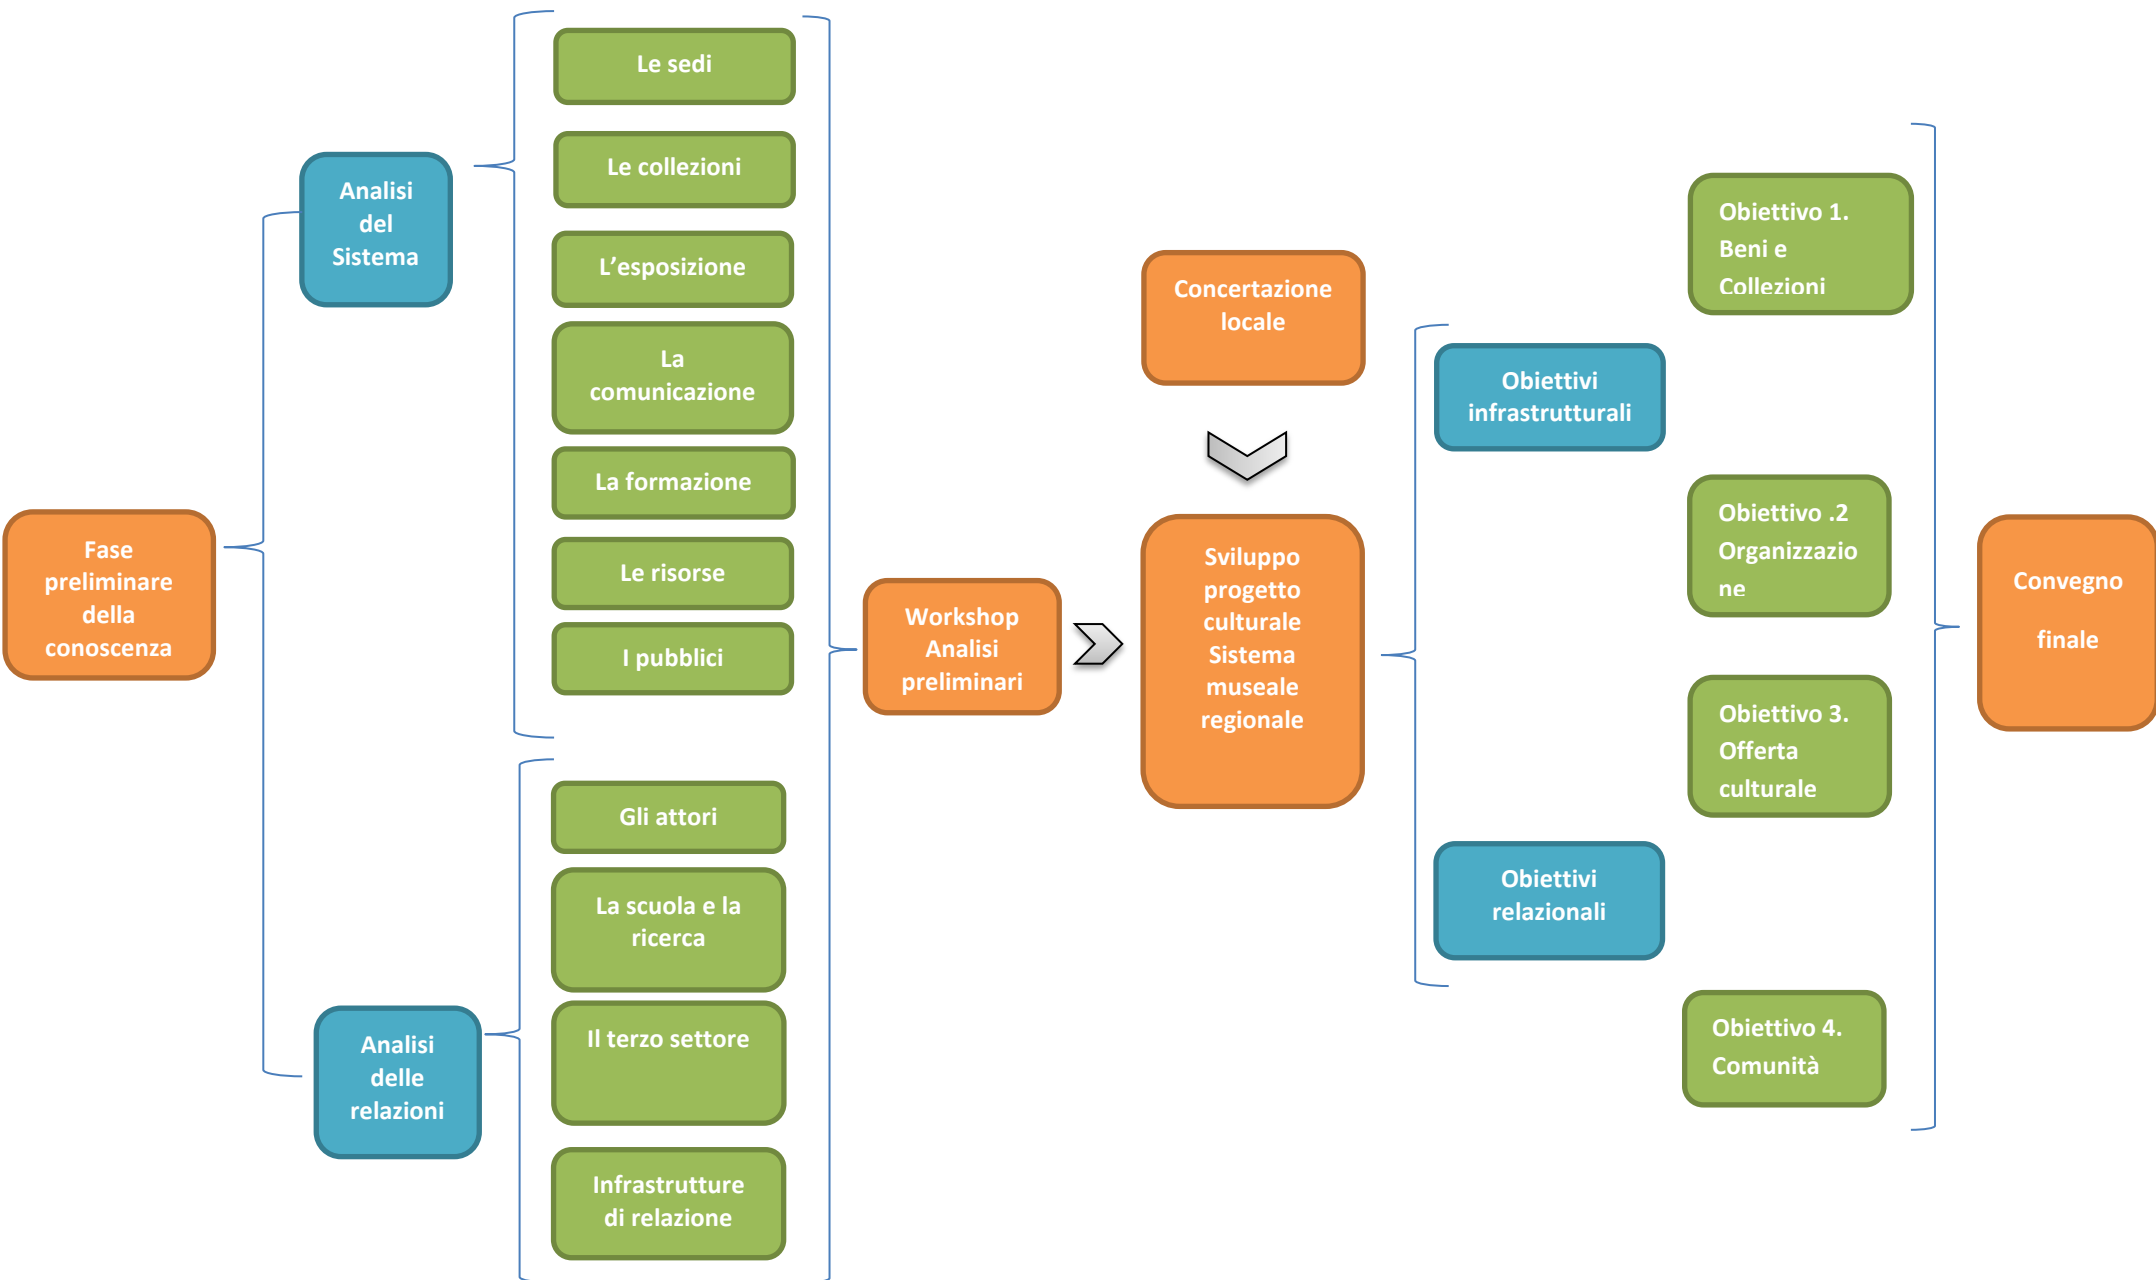 Fase
preliminare
della
conoscenza
Analisi
del
Sistema
Analisi
delle
relazioni
Le sedi
Le collezioni
L’esposizione
La
comunicazione
La formazione
Le risorse
I pubblici
Gli attori
La scuola e la
ricerca
Il terzo settore
Infrastrutture
di relazione
Workshop
Analisi
preliminari
Concertazione
locale
Sviluppo
progetto
culturale
Sistema
museale
regionale
Obiettivi
infrastrutturali
Obiettivi
relazionali
Obiettivo 1.
Beni e
Collezioni
Obiettivo .2
Organizzazio
ne
Obiettivo 3.
Offerta
culturale
Obiettivo 4.
Comunità
Convegno
finale